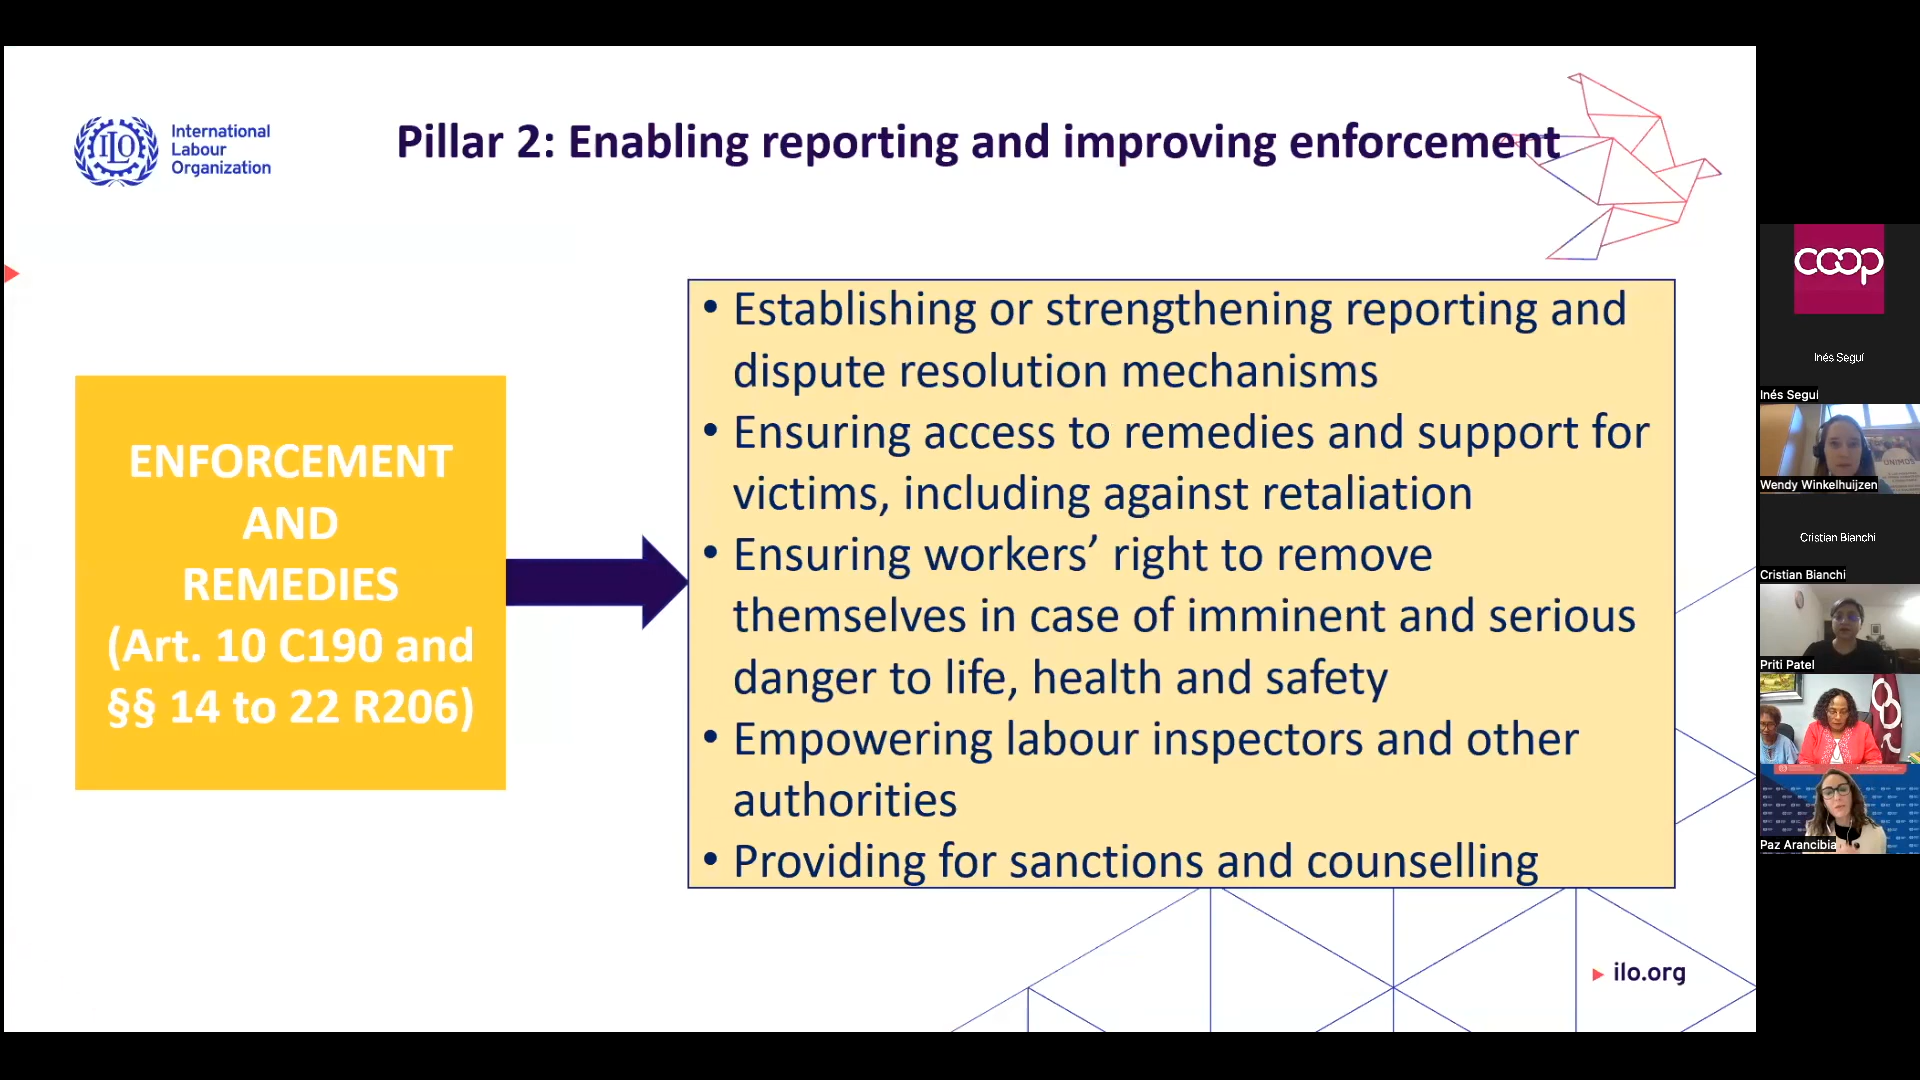 International
Labour
Organization
ILO
Pillar 2: Enabling reporting and improving enforcement
ENFORCEMENT
AND
REMEDIES
(Art. 10 C190 and
§§ 14 to 22 R206)
• Establishing or strengthening reporting and
dispute resolution mechanisms
• Ensuring access to remedies and support for
victims, including against retaliation
• Ensuring workers’ right to remove
themselves in case of imminent and serious
danger to life, health and safety
• Empowering labour inspectors and other
authorities
• Providing for sanctions and counselling
ilo.org
coop
Inés Seguí
Inés Seguí
UNIMOS
Wendy Winkelhuijzen
Cristian Bianchi
Cristian Bianchi
Priti Patel
Paz Arancibia